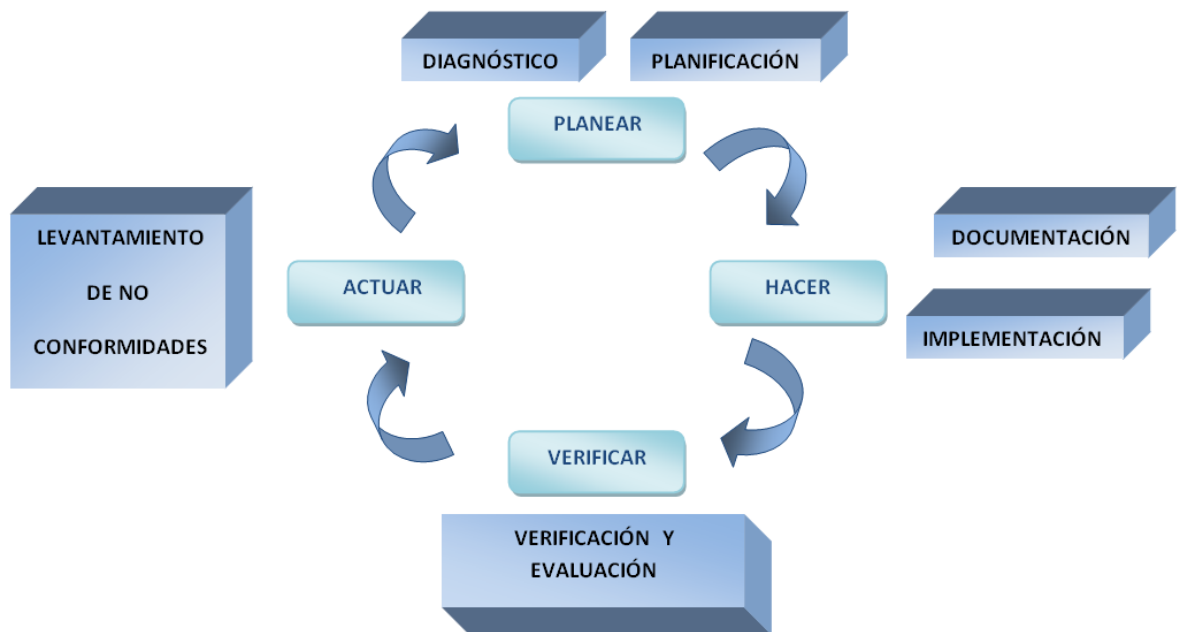 DIAGNÓSTICO
PLANIFICACIÓN
PLANEAR
LEVANTAMIENTO
DE NO
CONFORMIDADES
ACTUAR
HACER
DOCUMENTACIÓN
IMPLEMENTACIÓN
VERIFICAR
VERIFICACIÓN Y
EVALUACIÓN